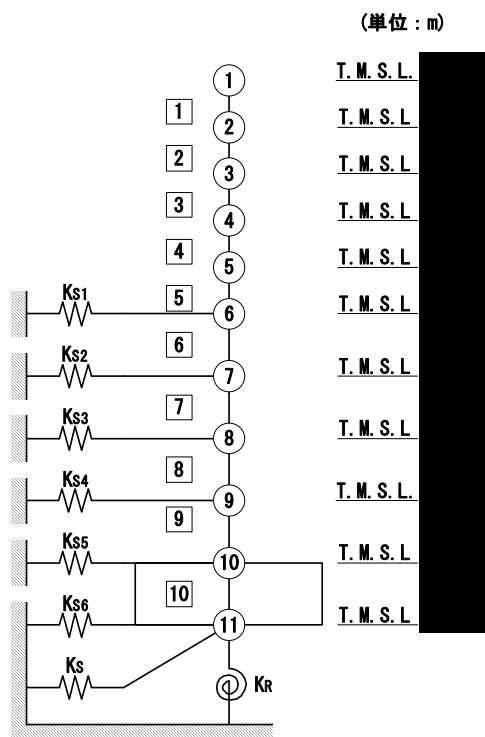 (単位：m)
1 T.M.S.L.
1
2 T.M.S.L
2
3 T.M.S.L
3
4 T.M.S.L
4
5 T.M.S.L
5
KS1 6 T.M.S.L
6
KS2 7 T.M.S.L
7
KS3 8 T.M.S.L
8
KS4 9 T.M.S.L.
9
KS5 10 T.M.S.L
10
KS6 11 T.M.S.L
KS KR